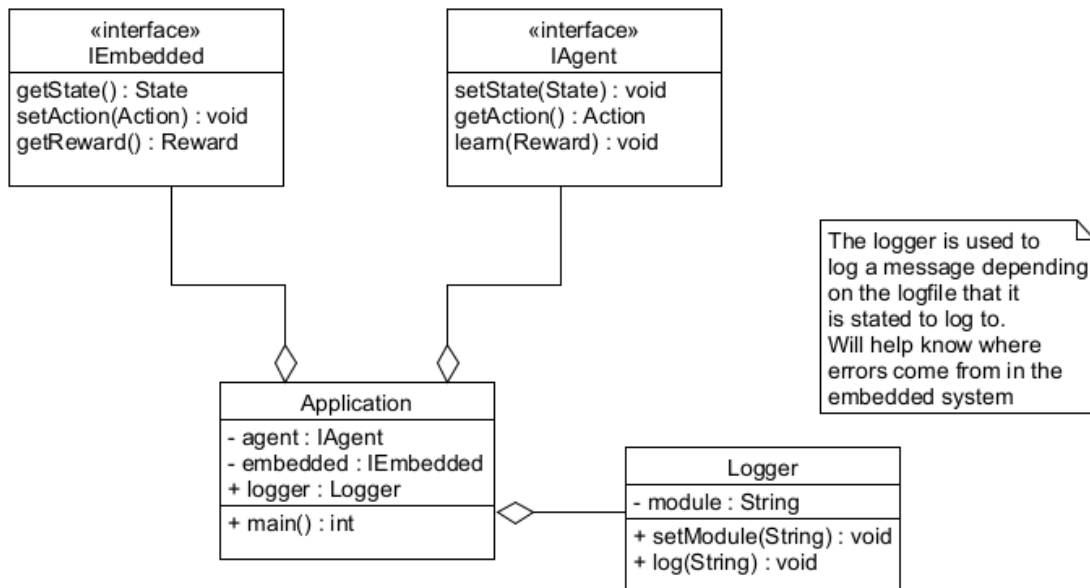 «interface»
IEmbedded
getState() : State
setAction(Action) : void
getReward() : Reward
«interface»
IAgent
setState(State) : void
getAction() : Action
learn(Reward) : void
The logger is used to
log a message depending
on the logfile that it
is stated to log to.
Will help know where
errors come from in the
embedded system
Application
- agent : IAgent
- embedded : IEmbedded
+ logger : Logger
+ main() : int
Logger
- module : String
+ setModule(String) : void
+ log(String) : void